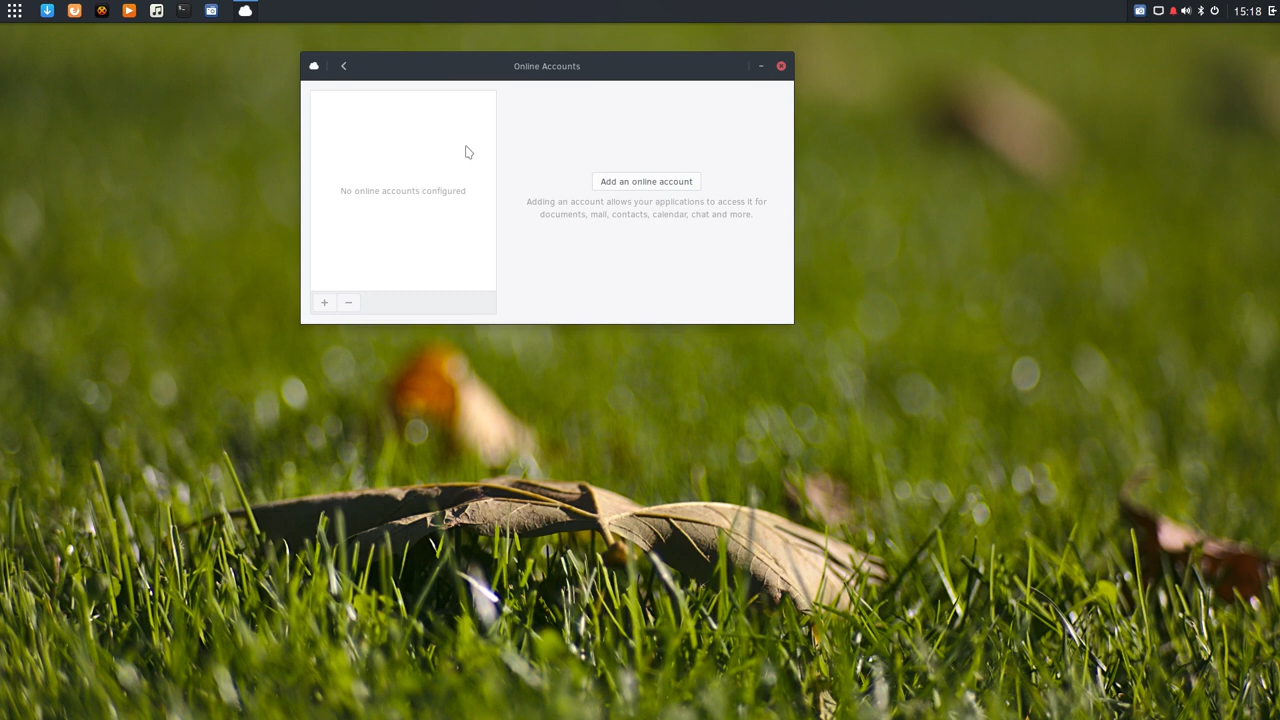 15:18
Online Accounts
No online accounts configured
Add an online account
Adding an account allows your applications to access it for
documents, mail, contacts, calendar, chat and more.